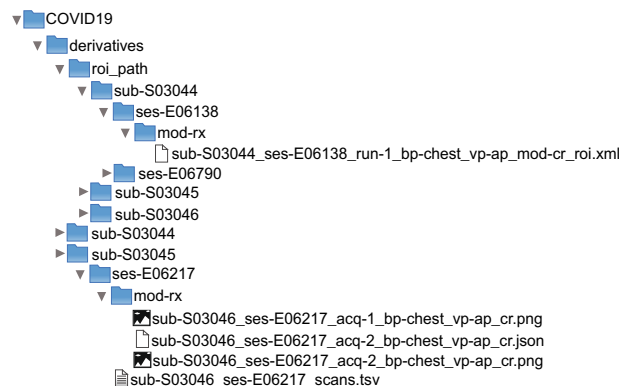 COVID19
derivatives
roi_path
sub-S03044
ses-E06138
mod-rx
sub-S03044_ses-E06138_run-1_bp-chest_vp-ap_mod-cr_roi.xml
ses-E06790
sub-S03045
sub-S03046
sub-S03044
sub-S03045
ses-E06217
mod-rx
sub-S03046_ses-E06217_acq-1_bp-chest_vp-ap_cr.png
sub-S03046_ses-E06217_acq-2_bp-chest_vp-ap_cr.json
sub-S03046_ses-E06217_acq-2_bp-chest_vp-ap_cr.png
sub-S03046_ses-E06217_scans.tsv